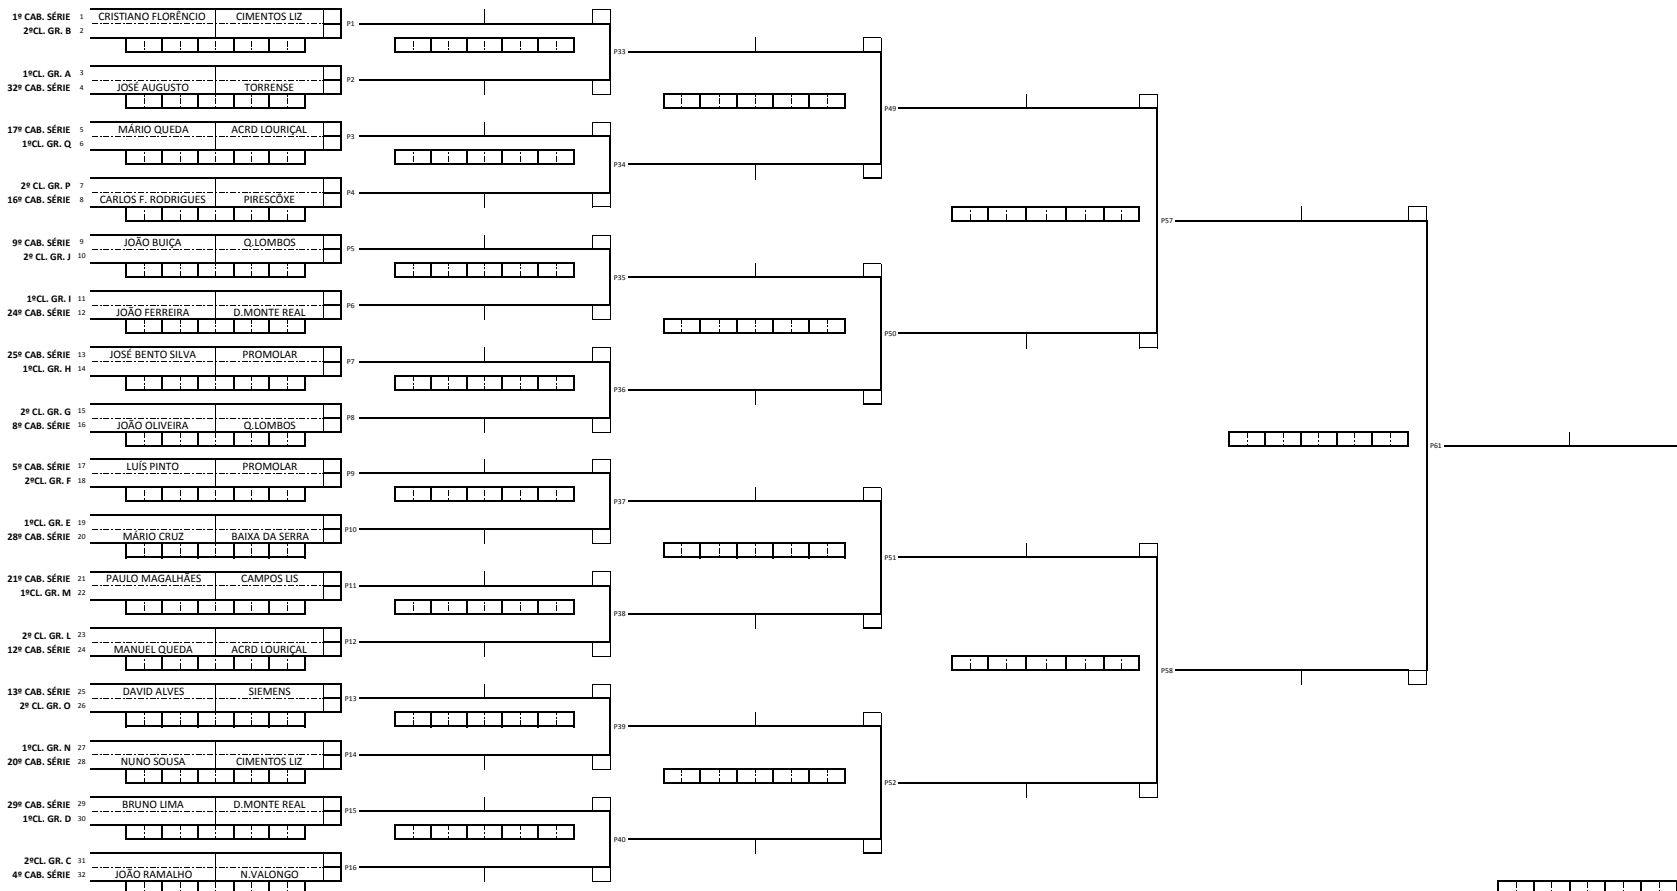 1º CAB. SÉRIE 1 CRISTIANO FLORÊNCIO CIMENTOS LIZ
P1
2ºCL. GR. B 2
P33
1ºCL. GR. A 3
P2
32º CAB. SÉRIE 4 JOSÉ AUGUSTO TORRENSE
P49
17º CAB. SÉRIE 5 MÁRIO QUEDA ACRD LOURIÇAL
P3
1ºCL. GR. Q 6
P34
2º CL. GR. P 7
P4
16º CAB. SÉRIE 8 CARLOS F. RODRIGUES PIRESCÔXE
P57
9º CAB. SÉRIE 9 JOÃO BUIÇA Q.LOMBOS
P5
2º CL. GR. J 10
P35
1ºCL. GR. I 11
P6
24º CAB. SÉRIE 12 JOÃO FERREIRA D.MONTE REAL
P50
25º CAB. SÉRIE 13 JOSÉ BENTO SILVA PROMOLAR
P7
1ºCL. GR. H 14
P36
2º CL. GR. G 15
P8
8º CAB. SÉRIE 16 JOÃO OLIVEIRA Q.LOMBOS
P61
5º CAB. SÉRIE 17 LUÍS PINTO PROMOLAR
P9
2ºCL. GR. F 18
P37
1ºCL. GR. E 19
P10
28º CAB. SÉRIE 20 MÁRIO CRUZ BAIXA DA SERRA
P51
21º CAB. SÉRIE 21 PAULO MAGALHÃES CAMPOS LIS
P11
1ºCL. GR. M 22
P38
2º CL. GR. L 23
P12
12º CAB. SÉRIE 24 MANUEL QUEDA ACRD LOURIÇAL
P58
13º CAB. SÉRIE 25 DAVID ALVES SIEMENS
P13
2º CL. GR. O 26
P39
1ºCL. GR. N 27
P14
20º CAB. SÉRIE 28 NUNO SOUSA CIMENTOS LIZ
P52
29º CAB. SÉRIE 29 BRUNO LIMA D.MONTE REAL
P15
1ºCL. GR. D 30
P40
2ºCL. GR. C 31
P16
4º CAB. SÉRIE 32 JOÃO RAMALHO N.VALONGO